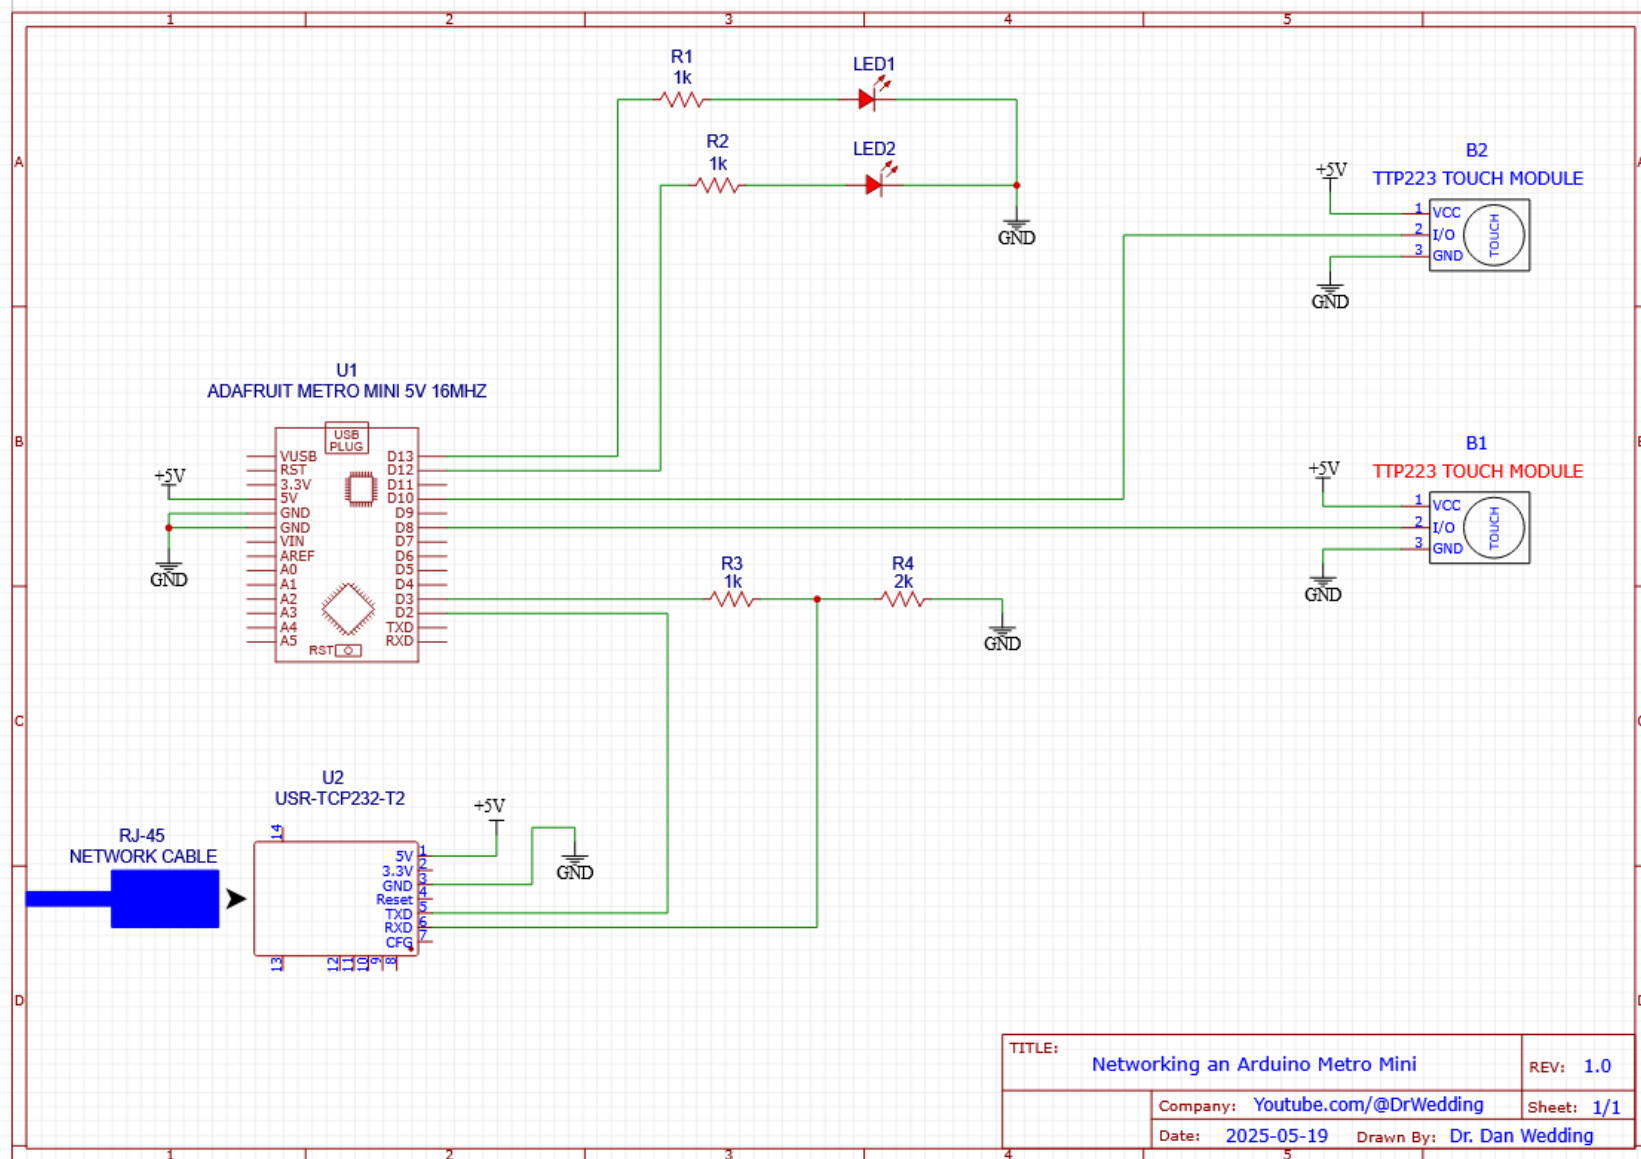 1 2 3 4 5
R1
1k
LED1
R2
1k
LED2
GND
A
B2
TTP223 TOUCH MODULE
+5V
1 VCC
2 I/O
3 GND
TOUCH
GND
U1
ADAFRUIT METRO MINI 5V 16MHZ
USB
PLUG
B
VUSB D13
RST D12
3.3V D11
5V D10
GND D9
GND D8
VIN D7
AREF D6
A0 D5
A1 D4
A2 D3
A3 D2
A4 TXD
A5 RXD
RST
+5V
GND
B1
TTP223 TOUCH MODULE
+5V
1 VCC
2 I/O
3 GND
TOUCH
GND
R3
1k
R4
2k
GND
C
U2
USR-TCP232-T2
+5V
GND
RJ-45
NETWORK CABLE
14
5V 1
3.3V 2
GND 3
Reset 4
TXD 5
RXD 6
CFG 7
13 12 11 10 9 8
D
TITLE:
Networking an Arduino Metro Mini
REV: 1.0
Company: Youtube.com/@DrWedding
Sheet: 1/1
Date: 2025-05-19 Drawn By: Dr. Dan Wedding
1 2 3 4 5